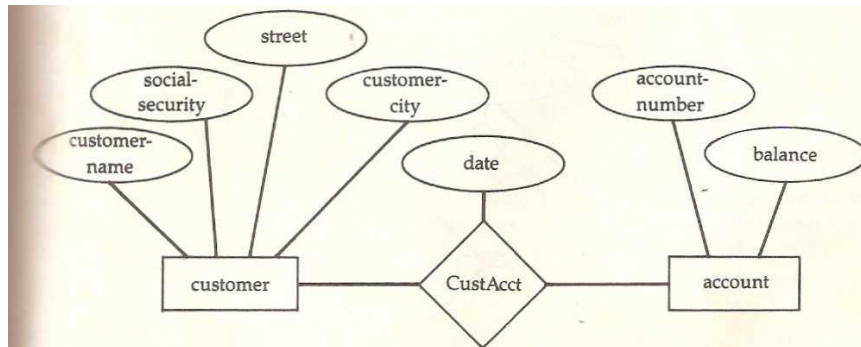 street
social-
security
customer-
city
account-
number
customer-
name
date
balance
customer
CustAcct
account